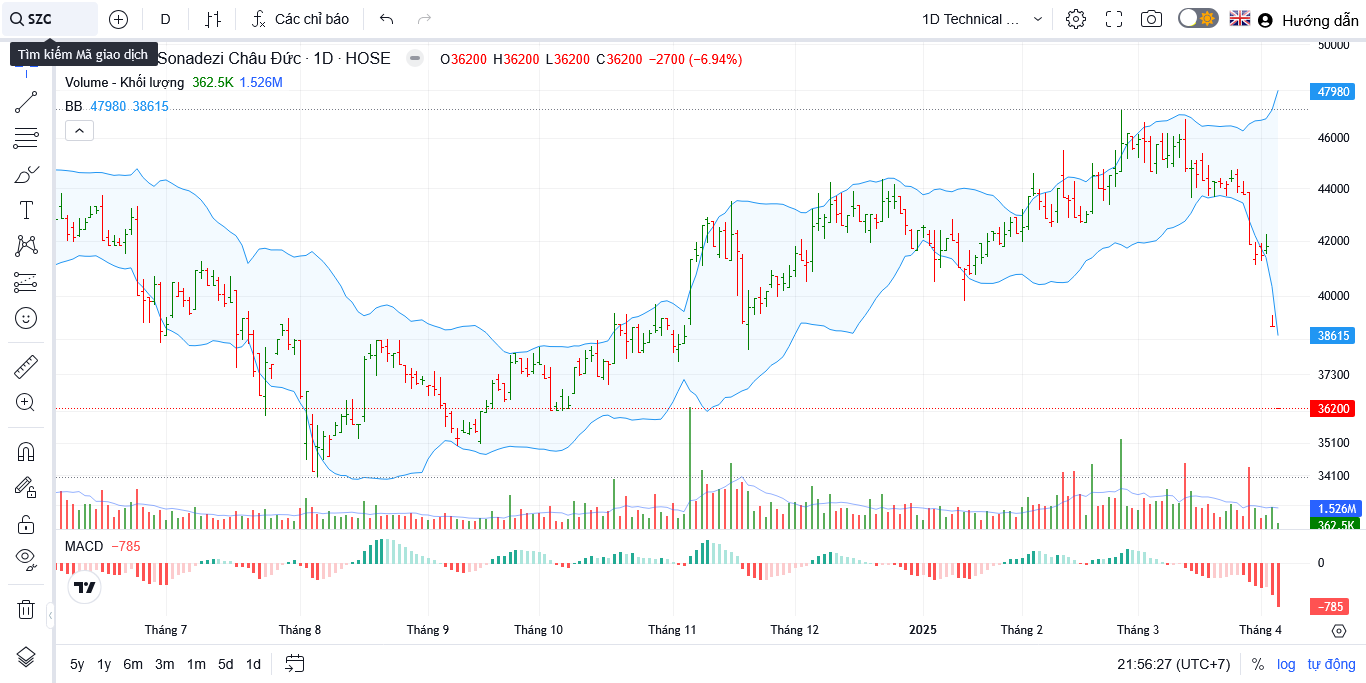 SZC
D
Các chỉ báo
1D Technical ...
Hướng dẫn
Tìm kiếm Mã giao dịch
Sonadezi Châu Đức · 1D · HOSE
O36200 H36200 L36200 C36200 −2700 (−6.94%)
Volume - Khối lượng 362.5K 1.526M
BB 47980 38615
50000
47980
46000
44000
42000
40000
38615
37300
36200
35100
34100
1.526M
362.5K
MACD −785
0
−785
Tháng 7
Tháng 8
Tháng 9
Tháng 10
Tháng 11
Tháng 12
2025
Tháng 2
Tháng 3
Tháng 4
5y 1y 6m 3m 1m 5d 1d
21:56:27 (UTC+7)
% log tự động